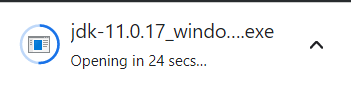 jdk-11.0.17_windo....exe
Opening in 24 secs...